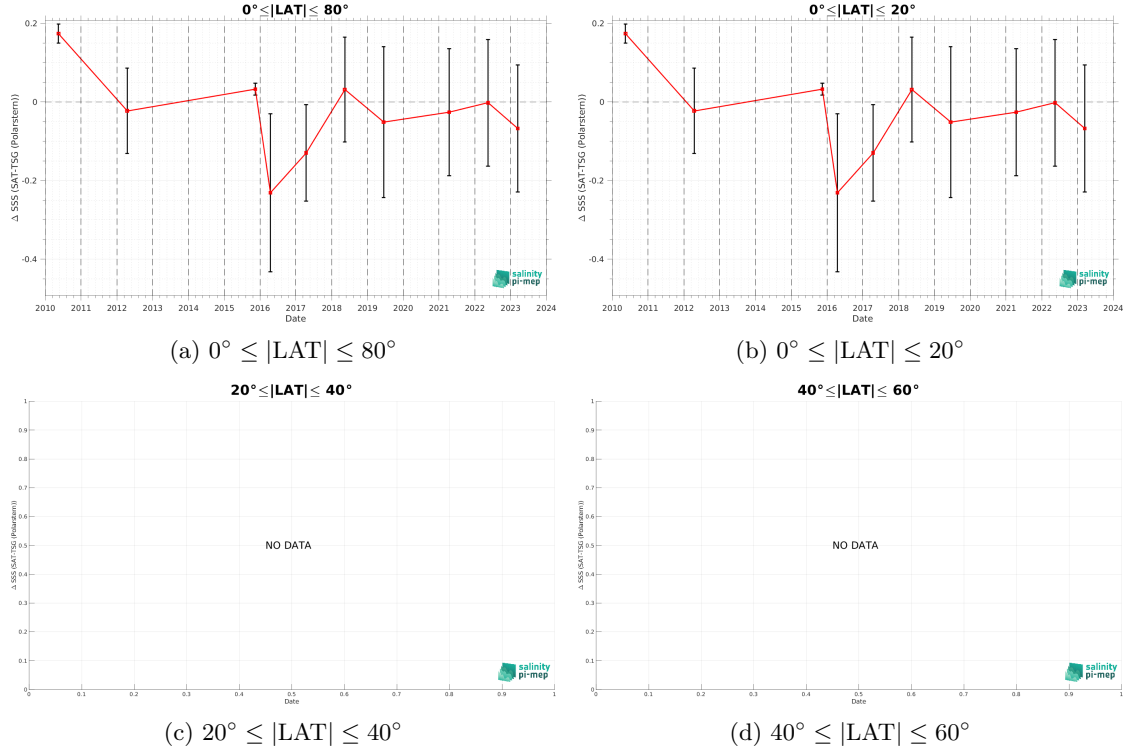 0°≤|LAT|≤ 80°
0.2
0
-0.2
-0.4
Δ SSS (SAT-TSG (Polarstern))
2010 2011 2012 2013 2014 2015 2016 2017 2018 2019 2020 2021 2022 2023 2024
Date
salinity
pi-mep
(a) 0° ≤ |LAT| ≤ 80°
0°≤|LAT|≤ 20°
0.2
0
-0.2
-0.4
Δ SSS (SAT-TSG (Polarstern))
2010 2011 2012 2013 2014 2015 2016 2017 2018 2019 2020 2021 2022 2023 2024
Date
salinity
pi-mep
(b) 0° ≤ |LAT| ≤ 20°
20°≤|LAT|≤ 40°
1
0.9
0.8
0.7
0.6
0.5
0.4
0.3
0.2
0.1
0
Δ SSS (SAT-TSG (Polarstern))
NO DATA
0 0.1 0.2 0.3 0.4 0.5 0.6 0.7 0.8 0.9 1
Date
salinity
pi-mep
(c) 20° ≤ |LAT| ≤ 40°
40°≤|LAT|≤ 60°
1
0.9
0.8
0.7
0.6
0.5
0.4
0.3
0.2
0.1
0
Δ SSS (SAT-TSG (Polarstern))
NO DATA
0 0.1 0.2 0.3 0.4 0.5 0.6 0.7 0.8 0.9 1
Date
salinity
pi-mep
(d) 40° ≤ |LAT| ≤ 60°